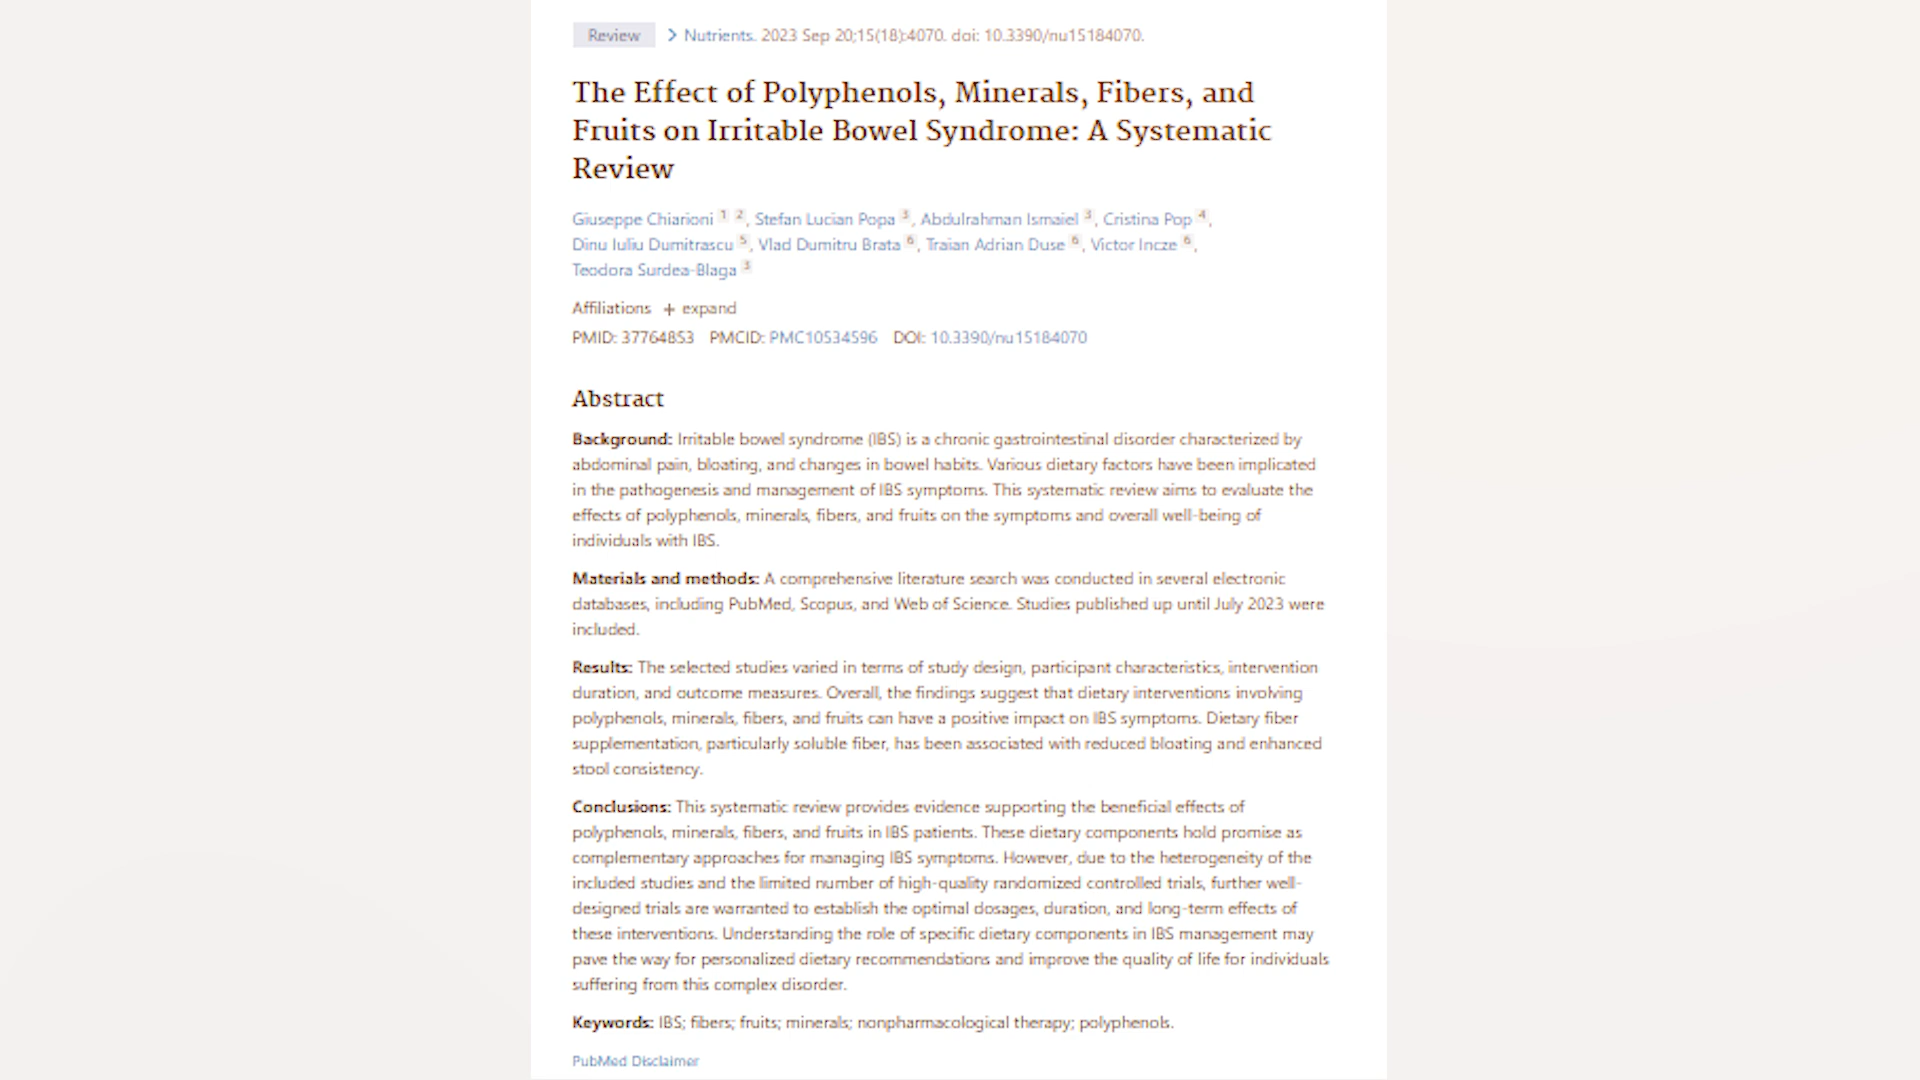 Review > Nutrients. 2023 Sep 20;15(18):4070. doi: 10.3390/nu15184070.
The Effect of Polyphenols, Minerals, Fibers, and
Fruits on Irritable Bowel Syndrome: A Systematic
Review
Giuseppe Chiarioni 1 2, Stefan Lucian Popa 3, Abdulrahman Ismaiel 3, Cristina Pop 4,
Dinu Iuliu Dumitrascu 5, Vlad Dumitru Brata 6, Traian Adrian Duse 6, Victor Incze 6,
Teodora Surdea-Blaga 3
Affiliations + expand
PMID: 37764853 PMCID: PMC10534596 DOI: 10.3390/nu15184070
Abstract
Background: Irritable bowel syndrome (IBS) is a chronic gastrointestinal disorder characterized by
abdominal pain, bloating, and changes in bowel habits. Various dietary factors have been implicated
in the pathogenesis and management of IBS symptoms. This systematic review aims to evaluate the
effects of polyphenols, minerals, fibers, and fruits on the symptoms and overall well-being of
individuals with IBS.
Materials and methods: A comprehensive literature search was conducted in several electronic
databases, including PubMed, Scopus, and Web of Science. Studies published up until July 2023 were
included.
Results: The selected studies varied in terms of study design, participant characteristics, intervention
duration, and outcome measures. Overall, the findings suggest that dietary interventions involving
polyphenols, minerals, fibers, and fruits can have a positive impact on IBS symptoms. Dietary fiber
supplementation, particularly soluble fiber, has been associated with reduced bloating and enhanced
stool consistency.
Conclusions: This systematic review provides evidence supporting the beneficial effects of
polyphenols, minerals, fibers, and fruits in IBS patients. These dietary components hold promise as
complementary approaches for managing IBS symptoms. However, due to the heterogeneity of the
included studies and the limited number of high-quality randomized controlled trials, further well-
designed trials are warranted to establish the optimal dosages, duration, and long-term effects of
these interventions. Understanding the role of specific dietary components in IBS management may
pave the way for personalized dietary recommendations and improve the quality of life for individuals
suffering from this complex disorder.
Keywords: IBS; fibers; fruits; minerals; nonpharmacological therapy; polyphenols.
PubMed Disclaimer